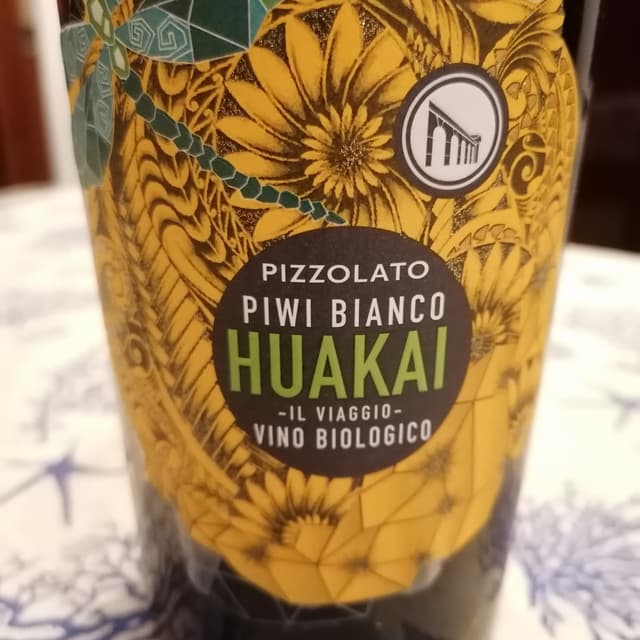 PIZZOLATO
PIWI BIANCO
HUAKAI
-IL VIAGGIO-
VINO BIOLOGICO